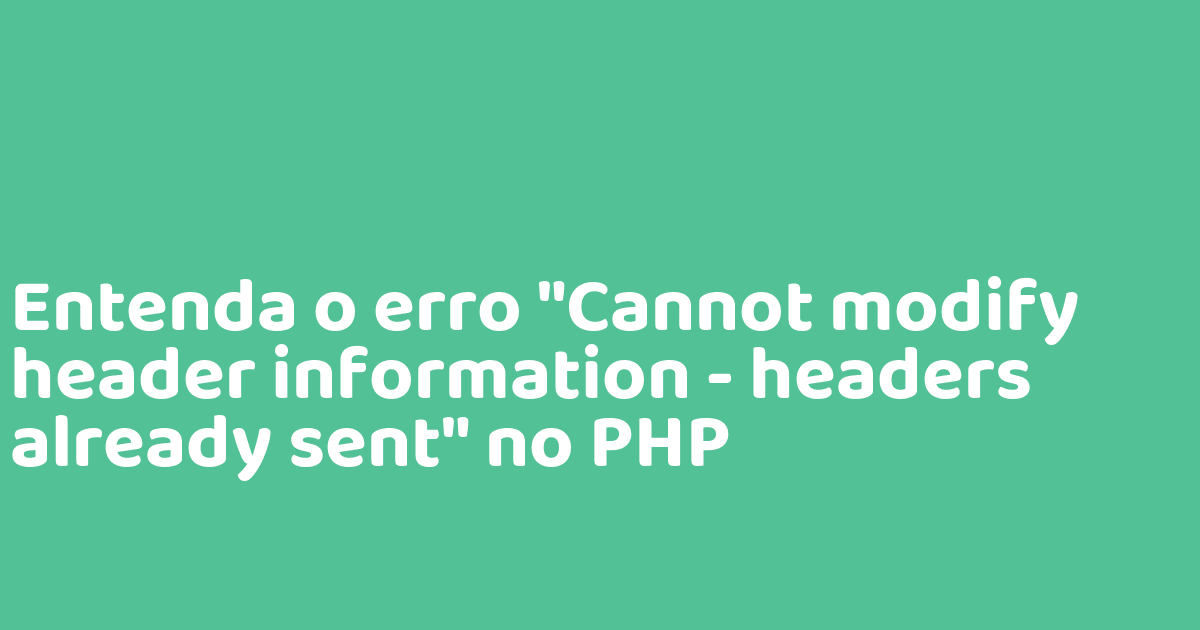 Entenda o erro "Cannot modify
header information - headers
already sent" no PHP